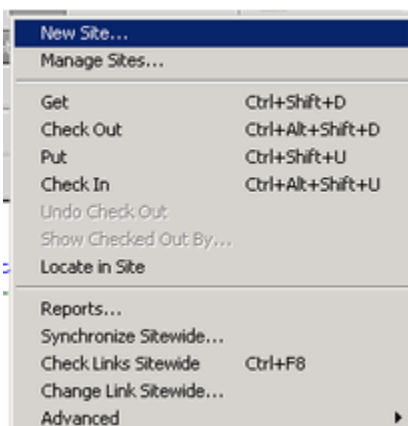 New Site...
Manage Sites...
Get Ctrl+Shift+D
Check Out Ctrl+Alt+Shift+D
Put Ctrl+Shift+U
Check In Ctrl+Alt+Shift+U
Undo Check Out
Show Checked Out By...
Locate in Site
Reports...
Synchronize Sitewide...
Check Links Sitewide Ctrl+F8
Change Link Sitewide...
Advanced